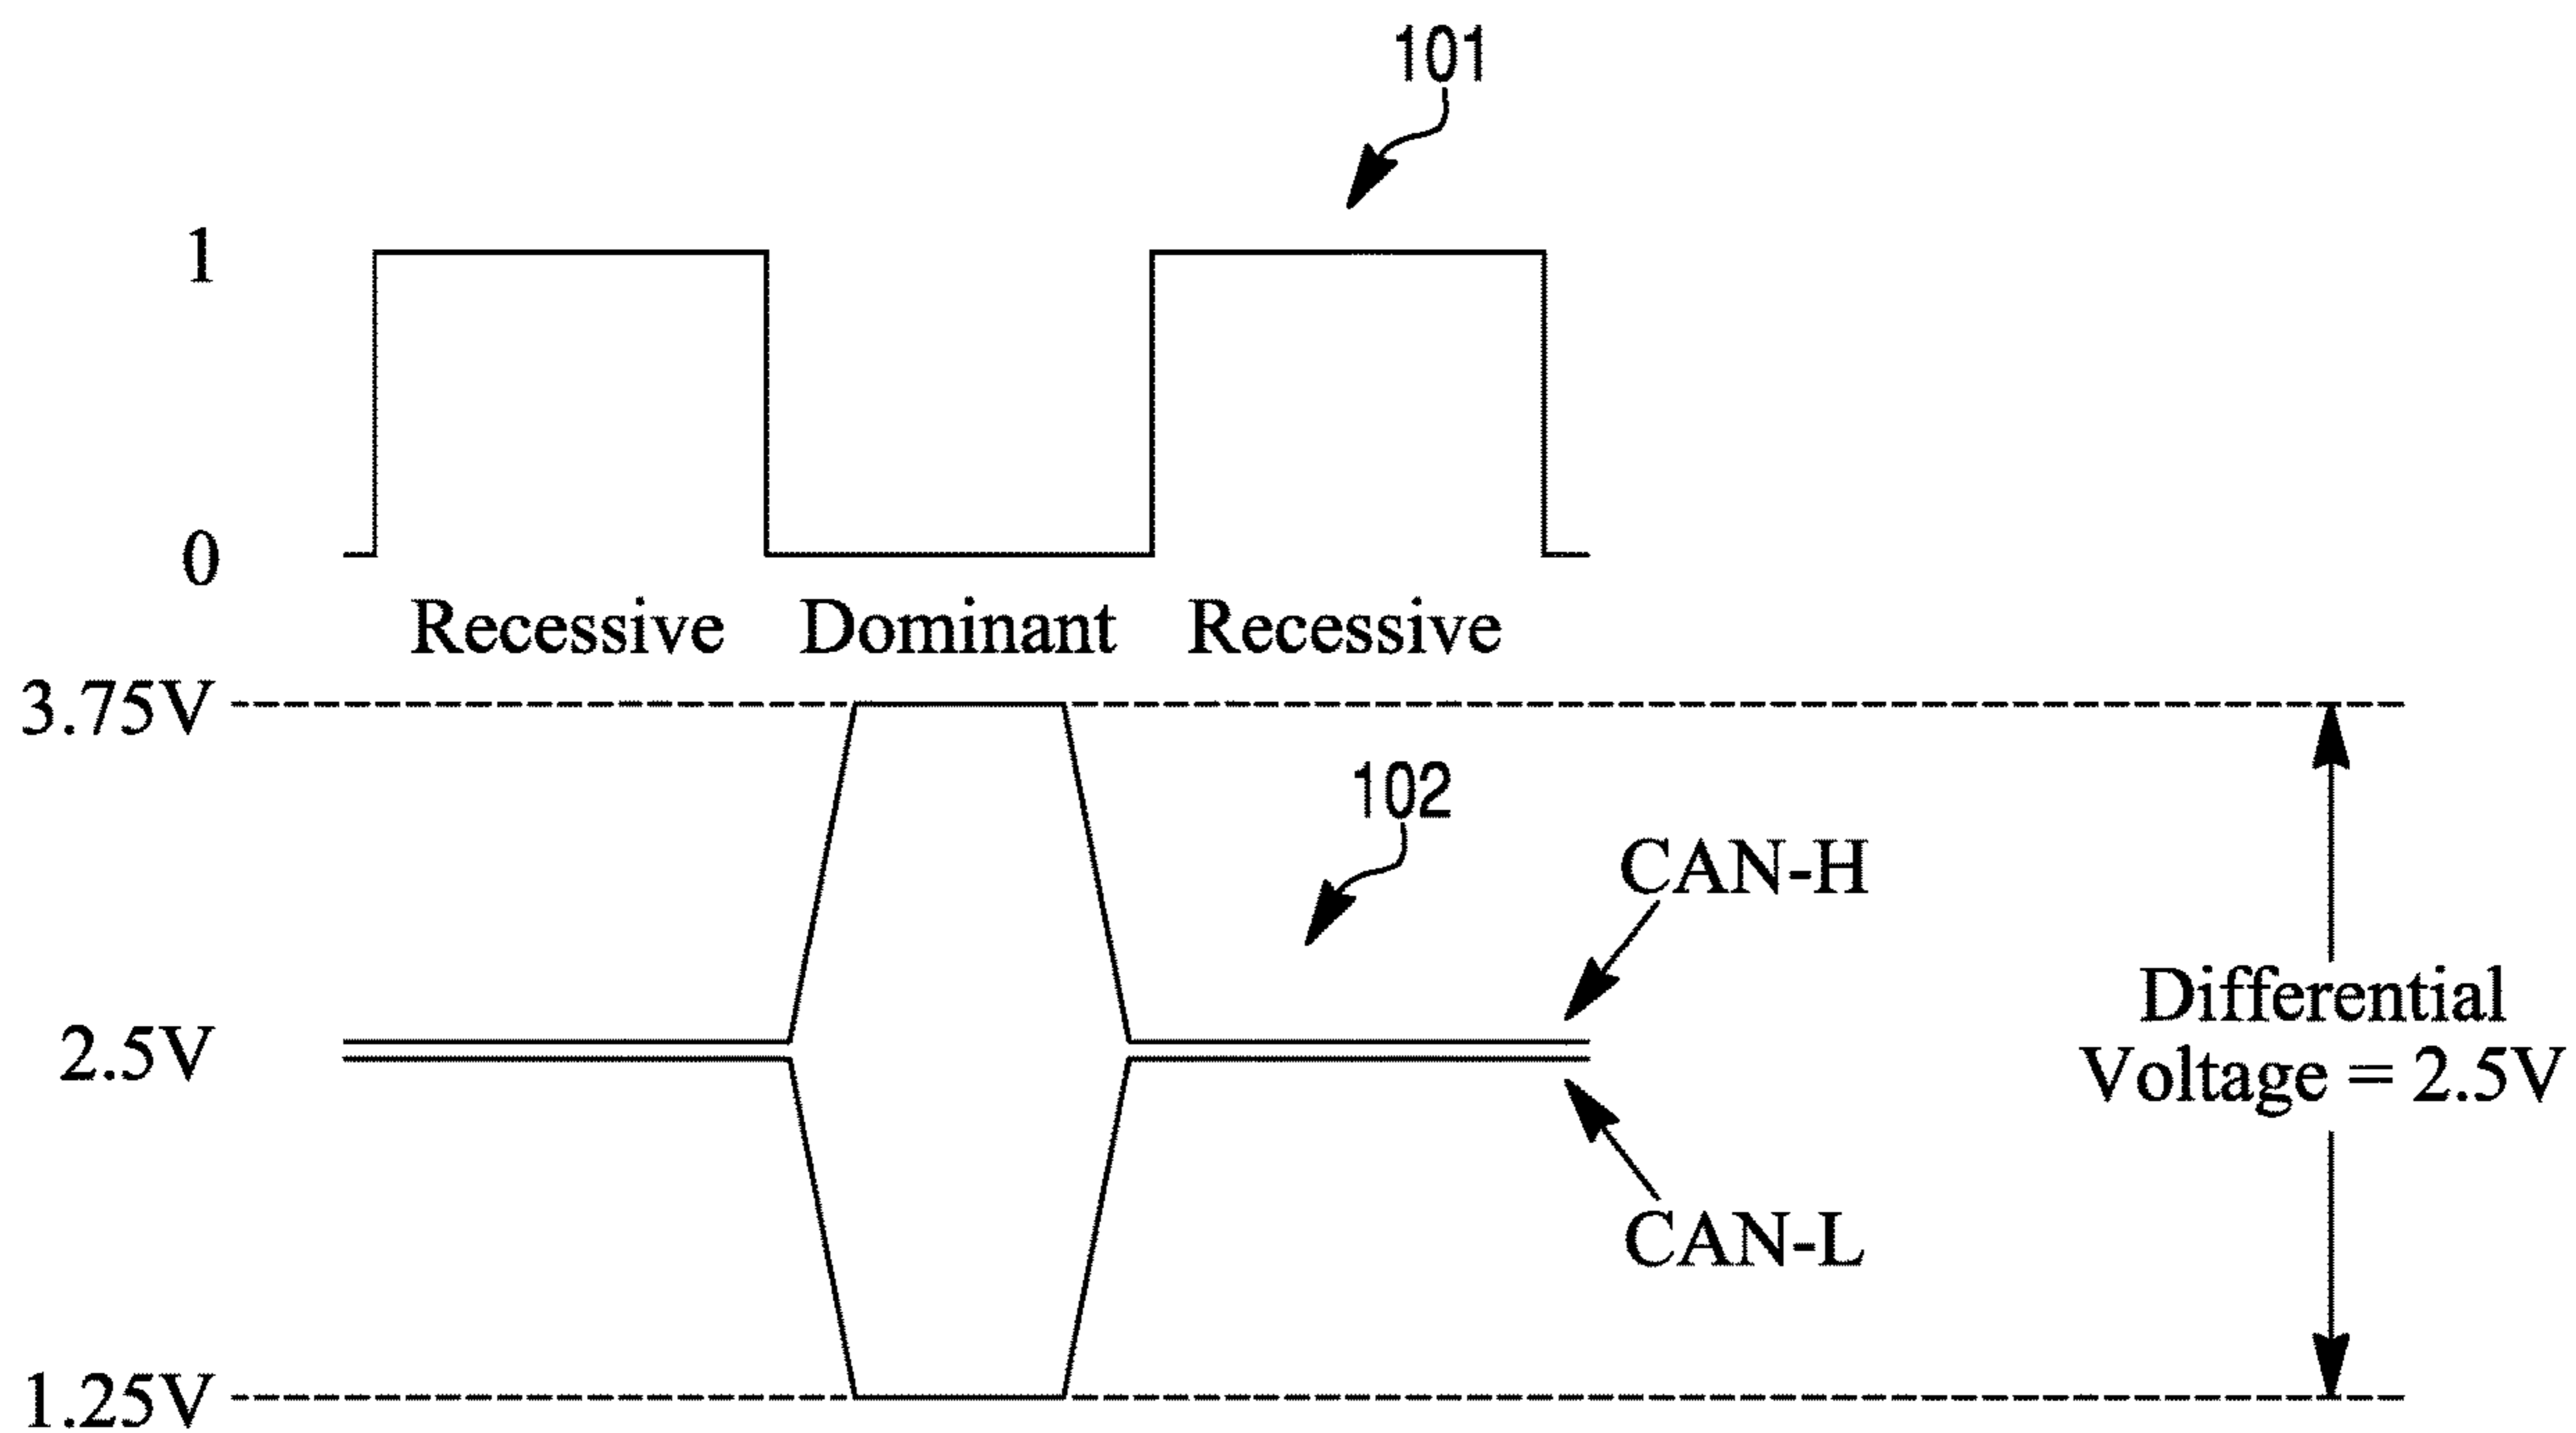 101
1
0
Recessive Dominant Recessive
3.75V
102
CAN-H
2.5V
Differential
Voltage = 2.5V
CAN-L
1.25V